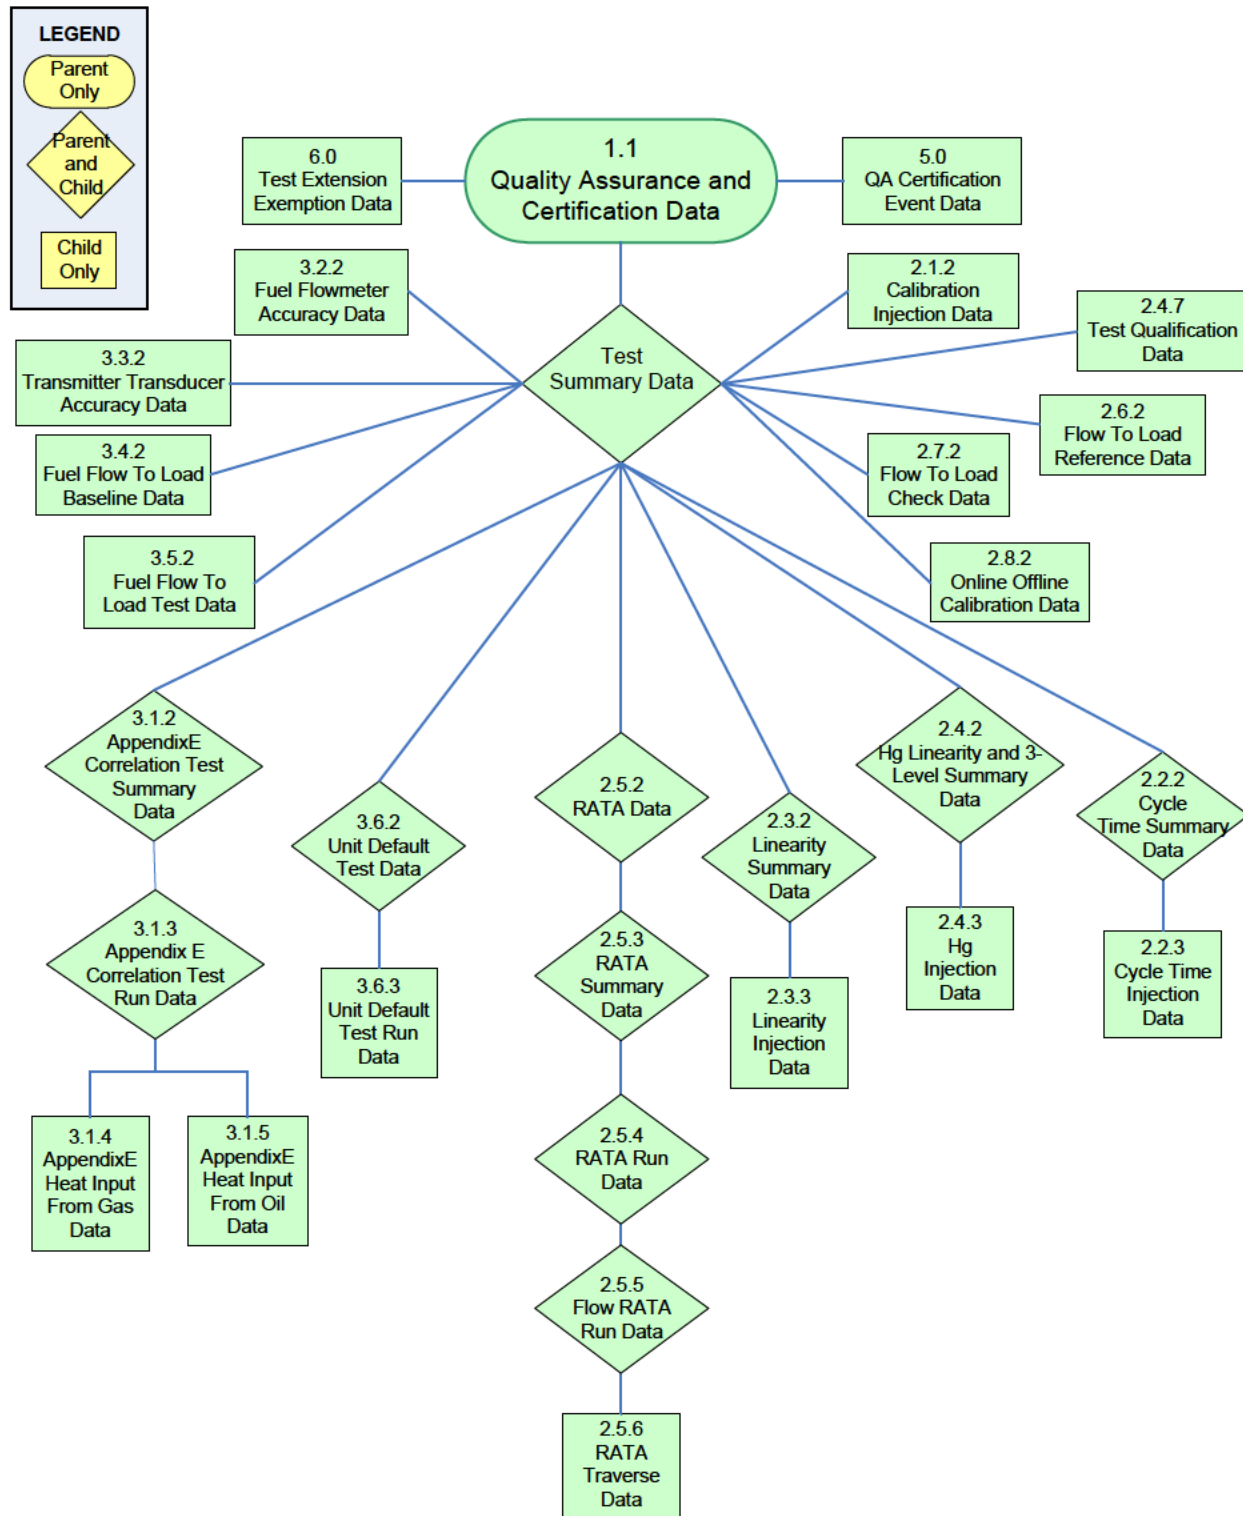 LEGEND
Parent
Only
Parent
and
Child
Child
Only
6.0
Test Extension
Exemption Data
1.1
Quality Assurance and
Certification Data
5.0
QA Certification
Event Data
3.2.2
Fuel Flowmeter
Accuracy Data
2.1.2
Calibration
Injection Data
2.4.7
Test Qualification
Data
Test
Summary Data
3.3.2
Transmitter Transducer
Accuracy Data
2.6.2
Flow To Load
Reference Data
3.4.2
Fuel Flow To Load
Baseline Data
2.7.2
Flow To Load
Check Data
3.5.2
Fuel Flow To
Load Test Data
2.8.2
Online Offline
Calibration Data
3.1.2
AppendixE
Correlation Test
Summary
Data
3.6.2
Unit Default
Test Data
2.5.2
RATA Data
2.3.2
Linearity
Summary
Data
2.4.2
Hg Linearity and 3-
Level Summary
Data
2.2.2
Cycle
Time Summary
Data
3.1.3
Appendix E
Correlation Test
Run Data
3.6.3
Unit Default
Test Run
Data
2.5.3
RATA
Summary
Data
2.3.3
Linearity
Injection
Data
2.4.3
Hg
Injection
Data
2.2.3
Cycle Time
Injection
Data
3.1.4
AppendixE
Heat Input
From Gas
Data
3.1.5
AppendixE
Heat Input
From Oil
Data
2.5.4
RATA Run
Data
2.5.5
Flow RATA
Run Data
2.5.6
RATA
Traverse
Data